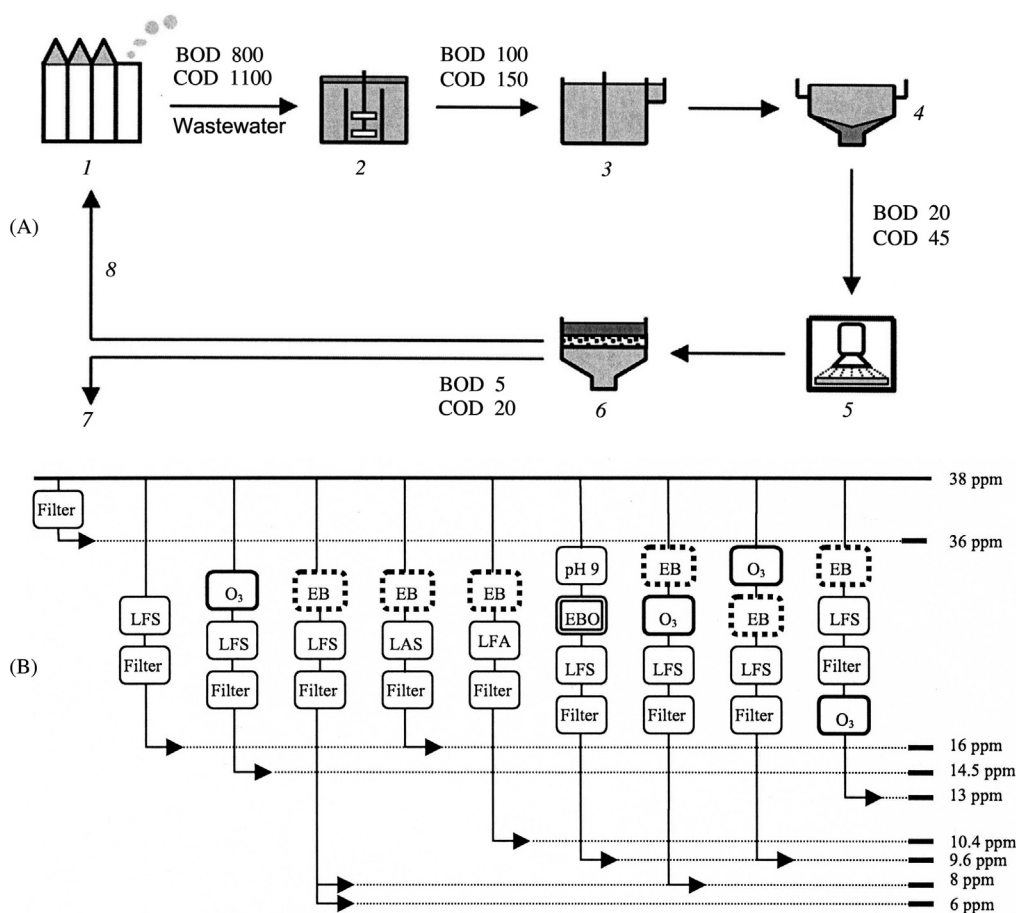 (A)
BOD 800
COD 1100
Wastewater
BOD 100
COD 150
1
2
3
4
BOD 20
COD 45
8
7
BOD 5
COD 20
6
5
(B)
38 ppm
Filter
36 ppm
pH 9
EB
O₃
EB
O₃
EB
EB
EB
EBO
O₃
EB
LFS
LFS
LFS
LFS
LAS
LFA
LFS
LFS
LFS
Filter
Filter
Filter
Filter
Filter
Filter
Filter
Filter
Filter
O₃
16 ppm
14.5 ppm
13 ppm
10.4 ppm
9.6 ppm
8 ppm
6 ppm